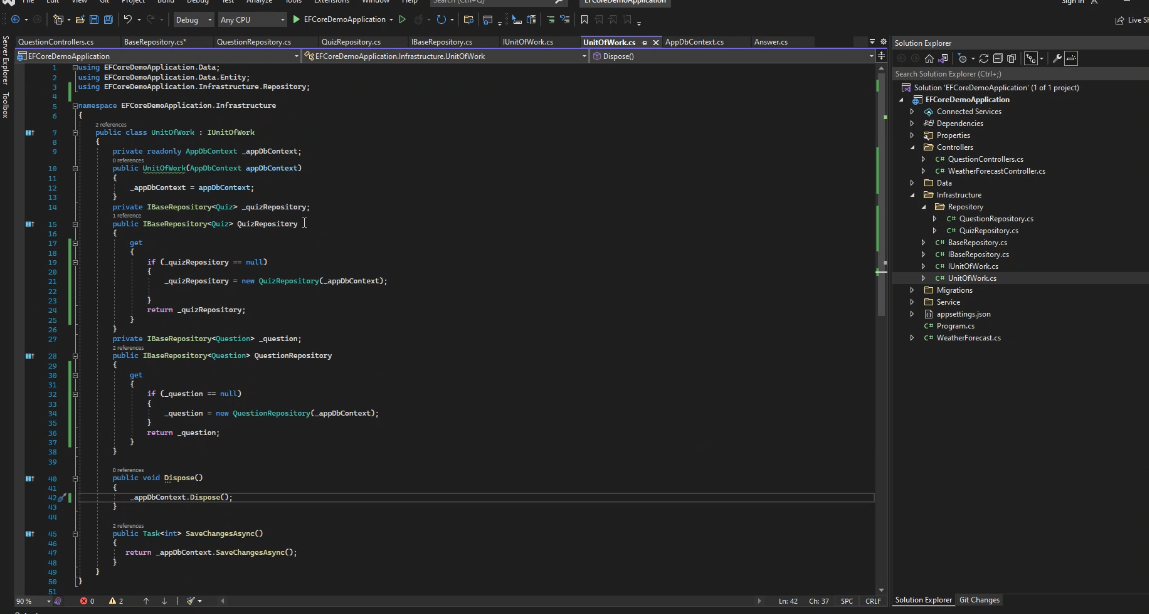 File Edit View Git Project Build Debug Test Analyze Tools Extensions Window Help Search (Ctrl+Q) EFCoreDemoApplication Sign in
Debug Any CPU EFCoreDemoApplication Live Sh
QuestionControllers.cs BaseRepository.cs* QuestionRepository.cs QuizRepository.cs IBaseRepository.cs IUnitOfWork.cs UnitOfWork.cs AppDbContext.cs Answer.cs
EFCoreDemoApplication EFCoreDemoApplication.Infrastructure.UnitOfWork Dispose()
Server Explorer
Toolbox
1 using EFCoreDemoApplication.Data;
2 using EFCoreDemoApplication.Data.Entity;
3 using EFCoreDemoApplication.Infrastructure.Repository;
4
5 namespace EFCoreDemoApplication.Infrastructure
6 {
2 references
7 public class UnitOfWork : IUnitOfWork
8 {
9 private readonly AppDbContext _appDbContext;
0 references
10 public UnitOfWork(AppDbContext appDbContext)
11 {
12 _appDbContext = appDbContext;
13 }
14 private IBaseRepository<Quiz> _quizRepository;
1 reference
15 public IBaseRepository<Quiz> QuizRepository
16 {
17 get
18 {
19 if (_quizRepository == null)
20 {
21 _quizRepository = new QuizRepository(_appDbContext);
22
23 }
24 return _quizRepository;
25 }
26 }
27 private IBaseRepository<Question> _question;
2 references
28 public IBaseRepository<Question> QuestionRepository
29 {
30 get
31 {
32 if (_question == null)
33 {
34 _question = new QuestionRepository(_appDbContext);
35 }
36 return _question;
37 }
38 }
39
0 references
40 public void Dispose()
41 {
42 _appDbContext.Dispose();
43 }
44
2 references
45 public Task<int> SaveChangesAsync()
46 {
47 return _appDbContext.SaveChangesAsync();
48 }
49 }
50 }
51
90 % 0 2 Ln: 42 Ch: 37 SPC CRLF
Solution Explorer
Search Solution Explorer (Ctrl+;)
Solution 'EFCoreDemoApplication' (1 of 1 project)
EFCoreDemoApplication
Connected Services
Dependencies
Properties
Controllers
C# QuestionControllers.cs
C# WeatherForecastController.cs
Data
Infrastructure
Repository
C# QuestionRepository.cs
C# QuizRepository.cs
C# BaseRepository.cs
C# IBaseRepository.cs
C# IUnitOfWork.cs
C# UnitOfWork.cs
Migrations
Service
appsettings.json
C# Program.cs
C# WeatherForecast.cs
Solution Explorer Git Changes